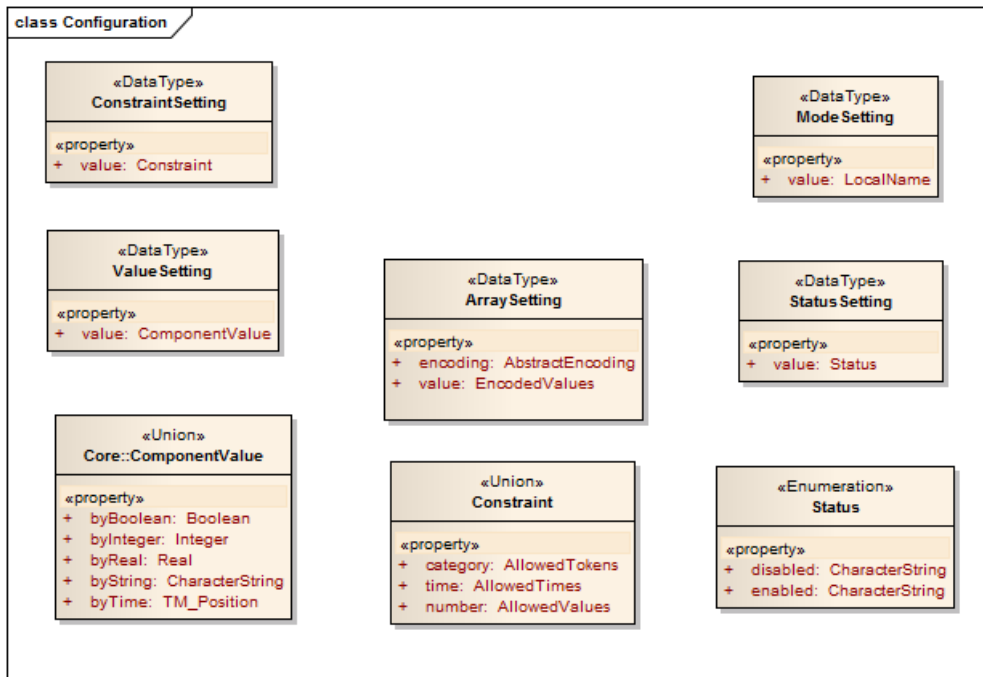 class Configuration
«DataType»
ConstraintSetting
«property»
+ value: Constraint
«DataType»
ModeSetting
«property»
+ value: LocalName
«DataType»
ValueSetting
«property»
+ value: ComponentValue
«DataType»
ArraySetting
«property»
+ encoding: AbstractEncoding
+ value: EncodedValues
«DataType»
StatusSetting
«property»
+ value: Status
«Union»
Core::ComponentValue
«property»
+ byBoolean: Boolean
+ byInteger: Integer
+ byReal: Real
+ byString: CharacterString
+ byTime: TM_Position
«Union»
Constraint
«property»
+ category: AllowedTokens
+ time: AllowedTimes
+ number: AllowedValues
«Enumeration»
Status
«property»
+ disabled: CharacterString
+ enabled: CharacterString